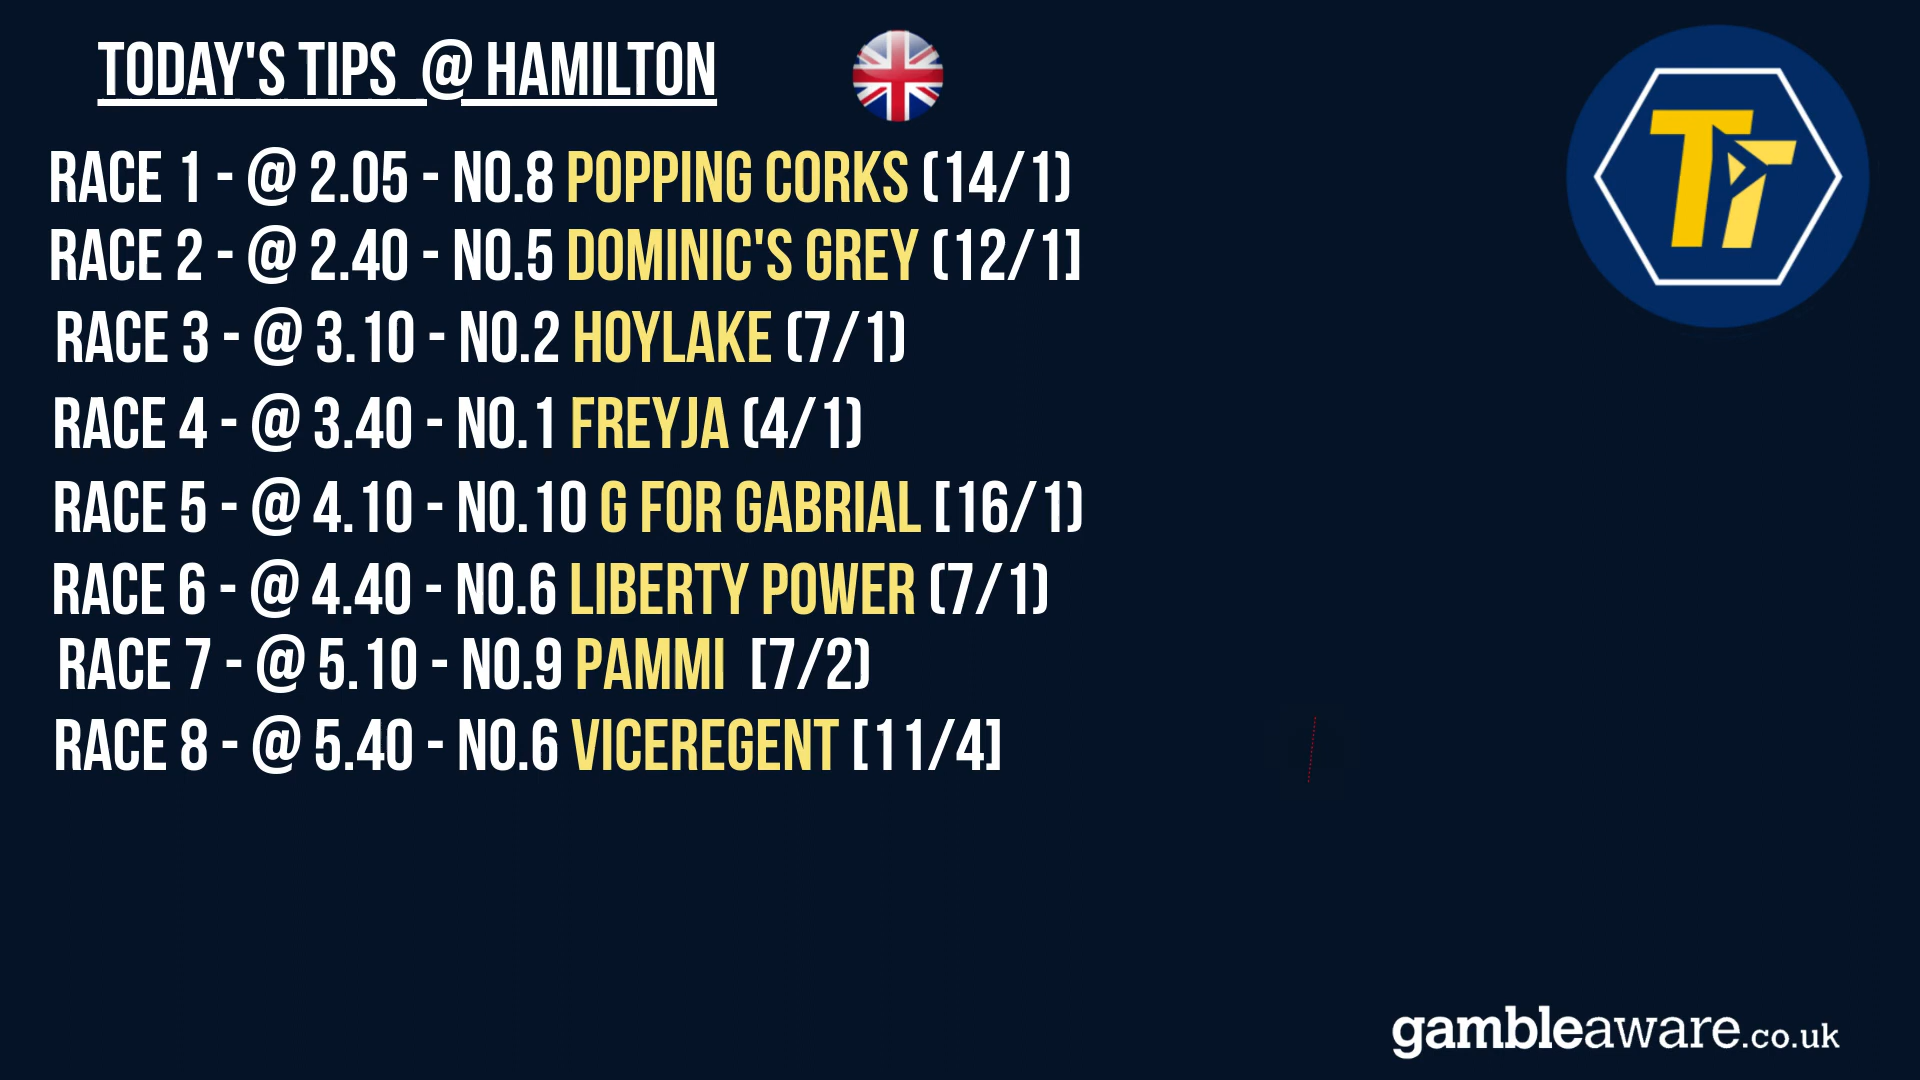 TODAY'S TIPS @ HAMILTON
RACE 1 - @ 2.05 - NO.8 POPPING CORKS (14/1)
RACE 2 - @ 2.40 - NO.5 DOMINIC'S GREY (12/1]
RACE 3 - @ 3.10 - NO.2 HOYLAKE (7/1)
RACE 4 - @ 3.40 - NO.1 FREYJA (4/1)
RACE 5 - @ 4.10 - NO.10 G FOR GABRIAL [16/1)
RACE 6 - @ 4.40 - NO.6 LIBERTY POWER (7/1)
RACE 7 - @ 5.10 - NO.9 PAMMI [7/2)
RACE 8 - @ 5.40 - NO.6 VICEREGENT [11/4]
TT
gambleaware.co.uk